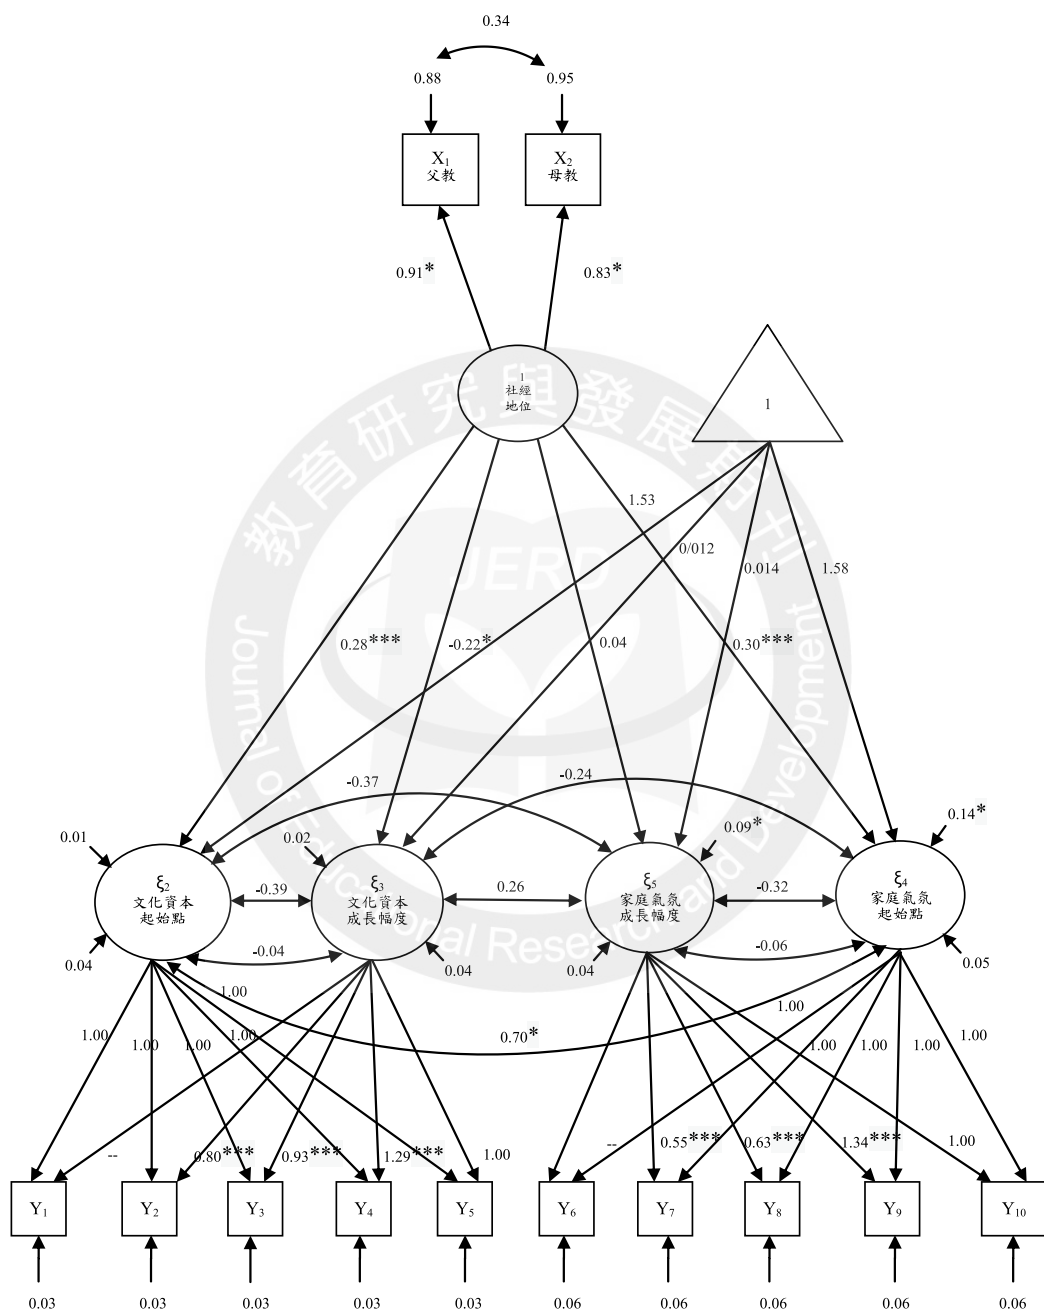 0.34
0.88
0.95
X1
父教
X2
母教
0.91*
0.83*
1
社經
地位
1
教育研究與發展期刊
JERD
Journal of Educational Research and Development
1.53
0/012
0.014
1.58
0.28***
-0.22*
0.04
0.30***
-0.37
-0.24
0.01
0.02
0.09*
0.14*
ξ2
文化資本
起始點
-0.39
ξ3
文化資本
成長幅度
0.26
ξ5
家庭氣氛
成長幅度
-0.32
ξ4
家庭氣氛
起始點
0.04
-0.04
0.04
0.04
-0.06
0.05
1.00
1.00
1.00
1.00
1.00
1.00
1.00
0.70*
1.00
1.00
1.00
1.00
1.00
--
0.80***
0.93***
1.29***
1.00
--
0.55***
0.63***
1.34***
1.00
Y1
Y2
Y3
Y4
Y5
Y6
Y7
Y8
Y9
Y10
0.03
0.03
0.03
0.03
0.03
0.06
0.06
0.06
0.06
0.06